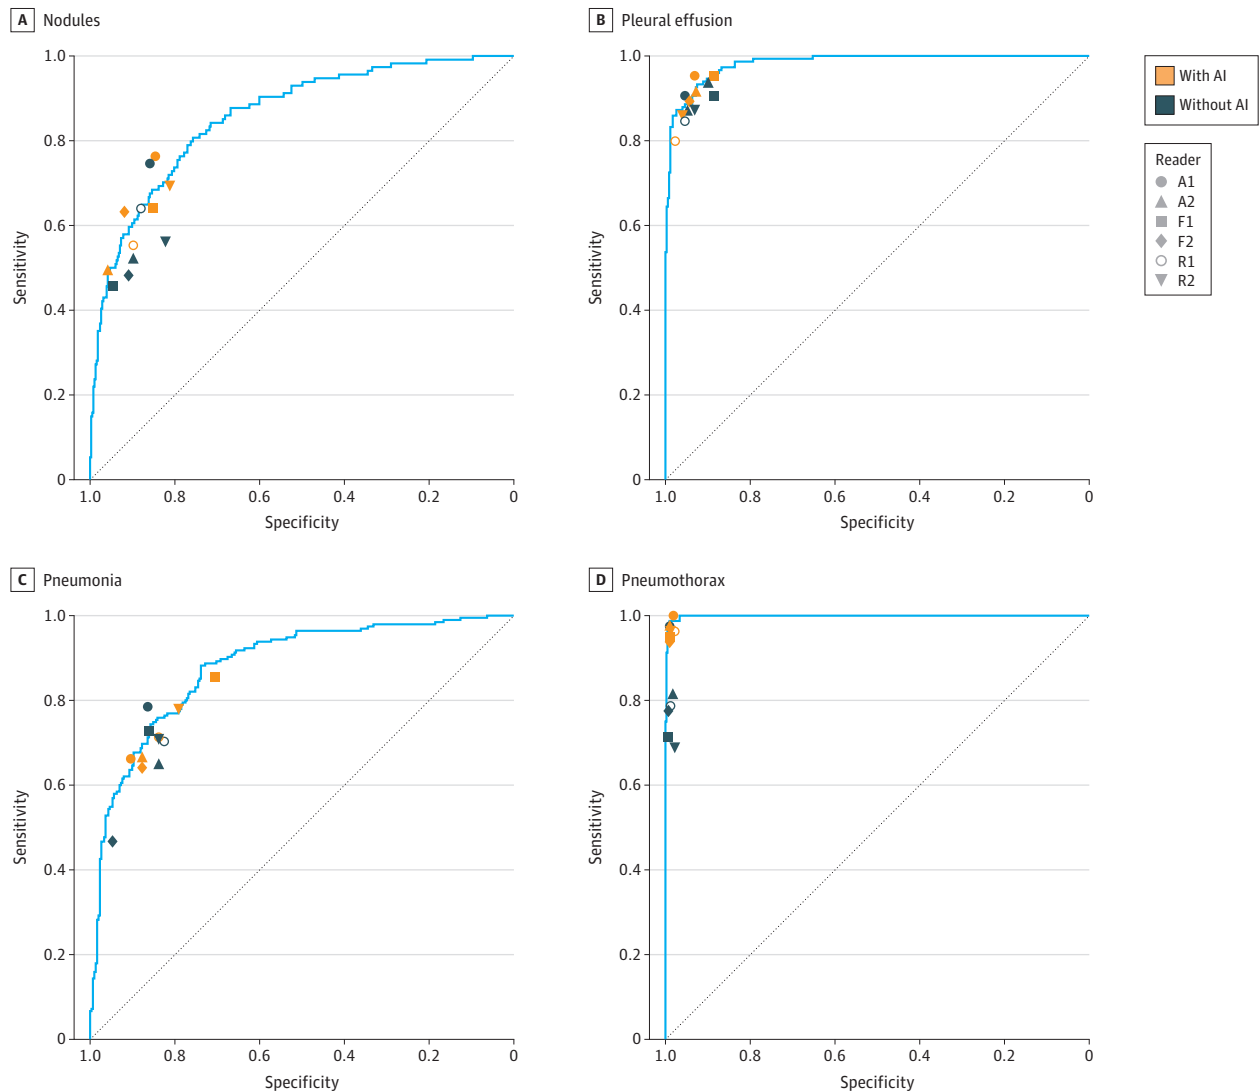 A Nodules
1.0
0.8
0.6
0.4
0.2
0
Sensitivity
1.0 0.8 0.6 0.4 0.2 0
Specificity
B Pleural effusion
1.0
0.8
0.6
0.4
0.2
0
Sensitivity
1.0 0.8 0.6 0.4 0.2 0
Specificity
With AI
Without AI
Reader
A1
A2
F1
F2
R1
R2
C Pneumonia
1.0
0.8
0.6
0.4
0.2
0
Sensitivity
1.0 0.8 0.6 0.4 0.2 0
Specificity
D Pneumothorax
1.0
0.8
0.6
0.4
0.2
0
Sensitivity
1.0 0.8 0.6 0.4 0.2 0
Specificity